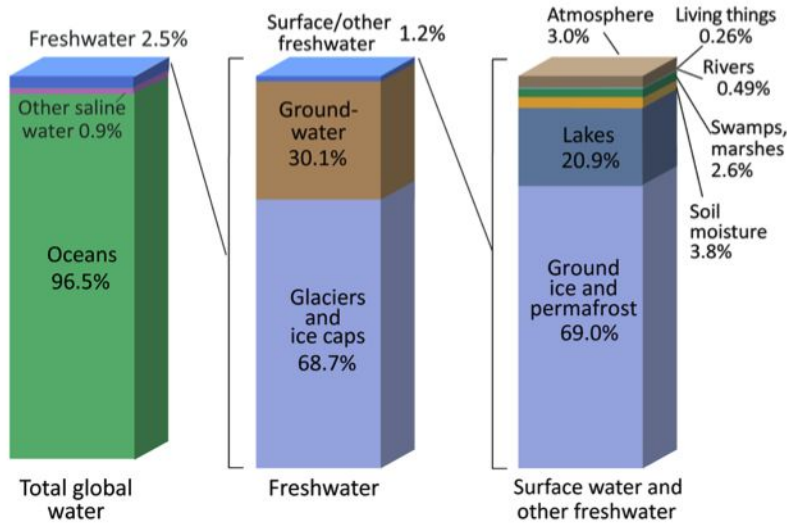 Freshwater 2.5%
Other saline
water 0.9%
Oceans
96.5%
Total global
water
Surface/other
freshwater
1.2%
Ground-
water
30.1%
Glaciers
and
ice caps
68.7%
Freshwater
Atmosphere
3.0%
Living things
0.26%
Rivers
0.49%
Swamps,
marshes
2.6%
Soil
moisture
3.8%
Lakes
20.9%
Ground
ice and
permafrost
69.0%
Surface water and
other freshwater